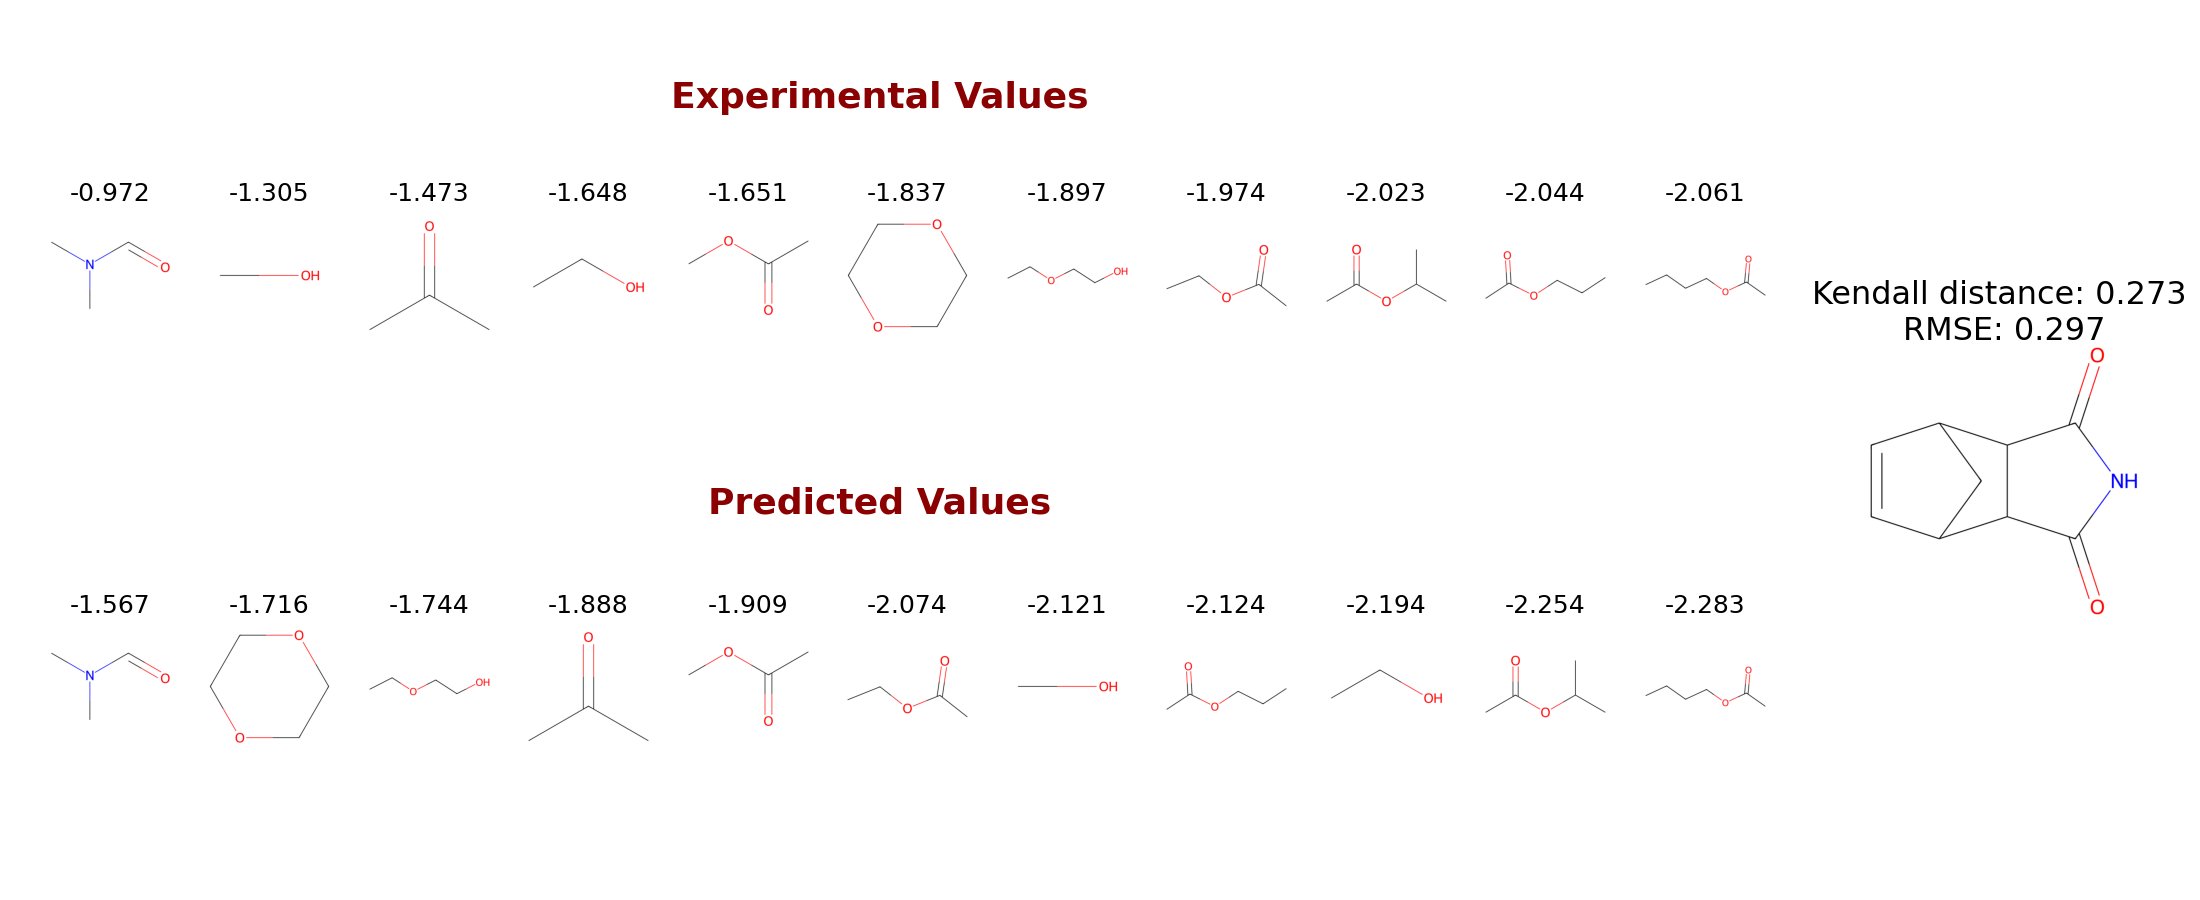 Experimental Values
-0.972 -1.305 -1.473 -1.648 -1.651 -1.837 -1.897 -1.974 -2.023 -2.044 -2.061
N O OH O OH O O O O O OH O O O O O O O O
Kendall distance: 0.273
RMSE: 0.297
O
NH
O
Predicted Values
-1.567 -1.716 -1.744 -1.888 -1.909 -2.074 -2.121 -2.124 -2.194 -2.254 -2.283
N O O O O OH O O O O O OH O O OH O O O O